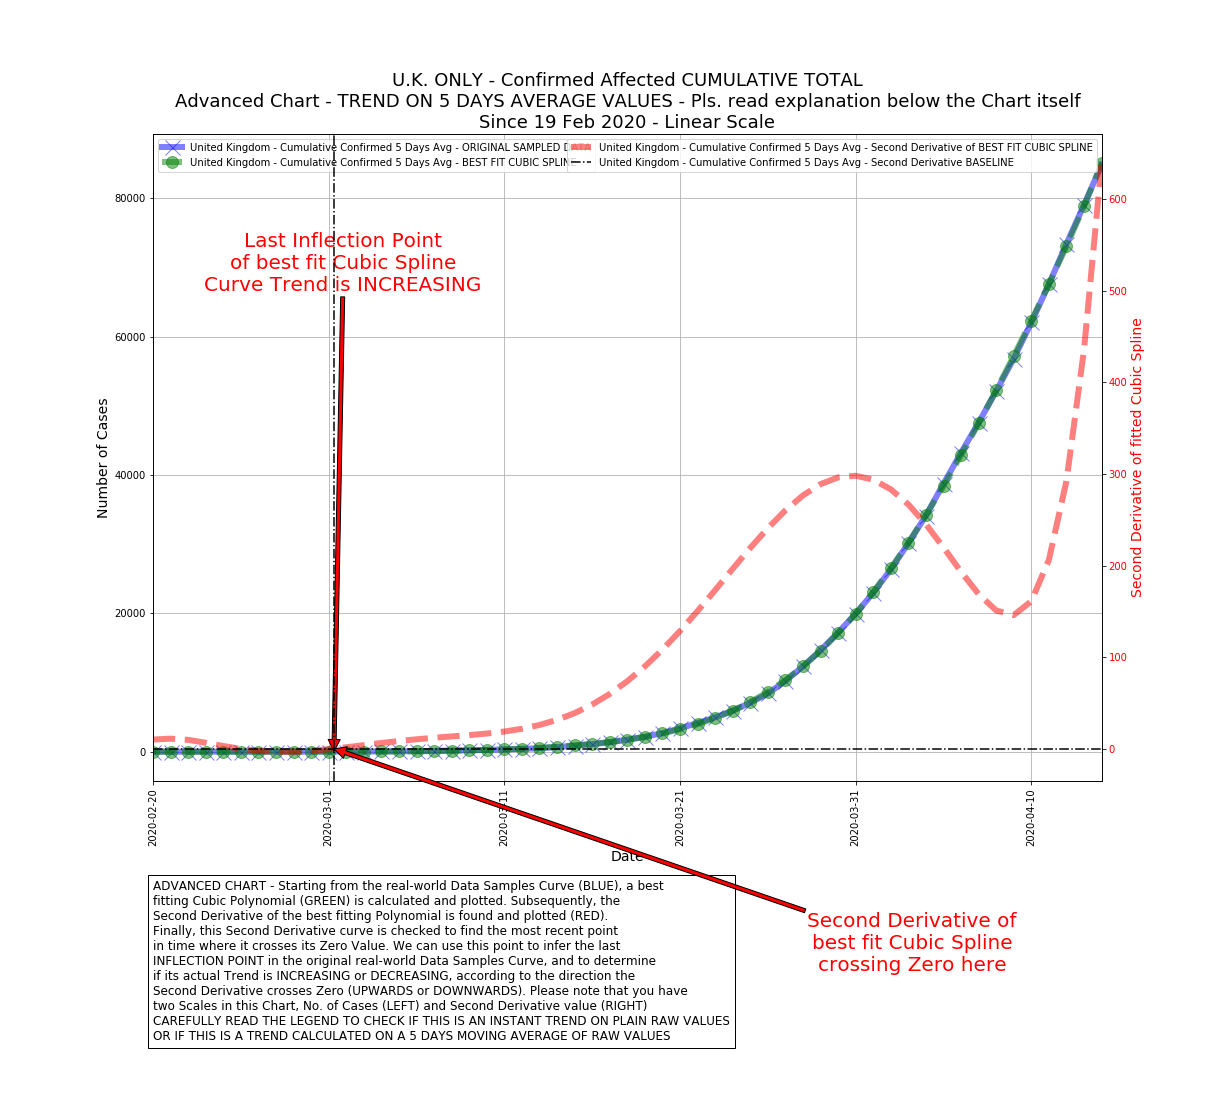 U.K. ONLY - Confirmed Affected CUMULATIVE TOTAL
Advanced Chart - TREND ON 5 DAYS AVERAGE VALUES - Pls. read explanation below the Chart itself
Since 19 Feb 2020 - Linear Scale
United Kingdom - Cumulative Confirmed 5 Days Avg - ORIGINAL SAMPLED DATA
United Kingdom - Cumulative Confirmed 5 Days Avg - BEST FIT CUBIC SPLINE
United Kingdom - Cumulative Confirmed 5 Days Avg - Second Derivative of BEST FIT CUBIC SPLINE
United Kingdom - Cumulative Confirmed 5 Days Avg - Second Derivative BASELINE
Last Inflection Point
of best fit Cubic Spline
Curve Trend is INCREASING
Number of Cases
80000
60000
40000
20000
0
Second Derivative of fitted Cubic Spline
600
500
400
300
200
100
0
2020-02-20
2020-03-01
2020-03-11
2020-03-21
2020-03-31
2020-04-10
Date
Second Derivative of
best fit Cubic Spline
crossing Zero here
ADVANCED CHART - Starting from the real-world Data Samples Curve (BLUE), a best
fitting Cubic Polynomial (GREEN) is calculated and plotted. Subsequently, the
Second Derivative of the best fitting Polynomial is found and plotted (RED).
Finally, this Second Derivative curve is checked to find the most recent point
in time where it crosses its Zero Value. We can use this point to infer the last
INFLECTION POINT in the original real-world Data Samples Curve, and to determine
if its actual Trend is INCREASING or DECREASING, according to the direction the
Second Derivative crosses Zero (UPWARDS or DOWNWARDS). Please note that you have
two Scales in this Chart, No. of Cases (LEFT) and Second Derivative value (RIGHT)
CAREFULLY READ THE LEGEND TO CHECK IF THIS IS AN INSTANT TREND ON PLAIN RAW VALUES
OR IF THIS IS A TREND CALCULATED ON A 5 DAYS MOVING AVERAGE OF RAW VALUES